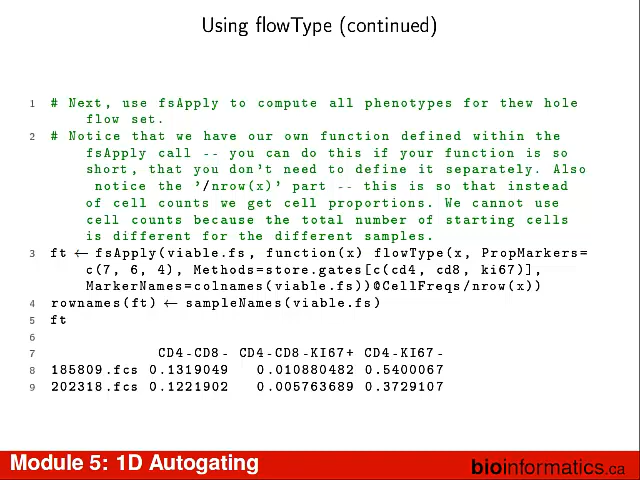 Using flowType (continued)
1 # Next, use fsApply to compute all phenotypes for thew hole
flow set.
2 # Notice that we have our own function defined within the
fsApply call -- you can do this if your function is so
short, that you don't need to define it separately. Also
notice the '/nrow(x)' part -- this is so that instead
of cell counts we get cell proportions. We cannot use
cell counts because the total number of starting cells
is different for the different samples.
3 ft ← fsApply(viable.fs, function(x) flowType(x, PropMarkers=
c(7, 6, 4), Methods=store.gates[c(cd4, cd8, ki67)],
MarkerNames=colnames(viable.fs))@CellFreqs/nrow(x))
4 rownames(ft) ← sampleNames(viable.fs)
5 ft
6
7 CD4-CD8- CD4-CD8-KI67+ CD4-KI67-
8 185809.fcs 0.1319049 0.010880482 0.5400067
9 202318.fcs 0.1221902 0.005763689 0.3729107
Module 5: 1D Autogating
bioinformatics.ca